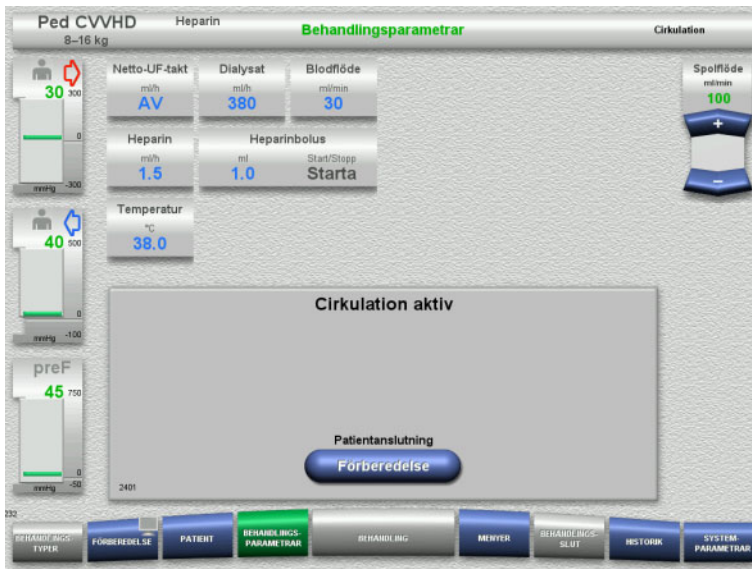 Ped CVVHD
Heparin
Behandlingsparametrar
Cirkulation
8–16 kg
30
300
0
-300
mmHg
Netto-UF-takt
ml/h
AV
Dialysat
ml/h
380
Blodflöde
ml/min
30
Spolflöde
ml/min
100
+
–
Heparin
ml/h
1.5
Heparinbolus
ml
1.0
Start/Stopp
Starta
Temperatur
°C
38.0
40
500
0
-100
mmHg
preF
45
750
0
-50
mmHg
Cirkulation aktiv
Patientanslutning
Förberedelse
2401
232
BEHANDLINGS-
TYPER
FÖRBEREDELSE
PATIENT
BEHANDLINGS-
PARAMETRAR
BEHANDLING
MENYER
BEHANDLINGS-
SLUT
HISTORIK
SYSTEM-
PARAMETRAR